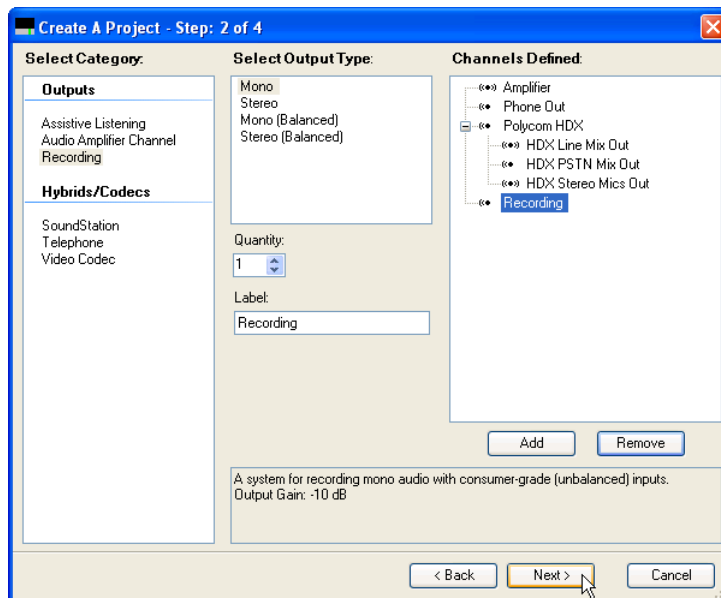 Create A Project - Step: 2 of 4
Select Category:
Outputs
Assistive Listening
Audio Amplifier Channel
Recording
Hybrids/Codecs
SoundStation
Telephone
Video Codec
Select Output Type:
Mono
Stereo
Mono (Balanced)
Stereo (Balanced)
Quantity:
1
Label:
Recording
Channels Defined:
Amplifier
Phone Out
Polycom HDX
HDX Line Mix Out
HDX PSTN Mix Out
HDX Stereo Mics Out
Recording
Add
Remove
A system for recording mono audio with consumer-grade (unbalanced) inputs.
Output Gain: -10 dB
< Back
Next >
Cancel